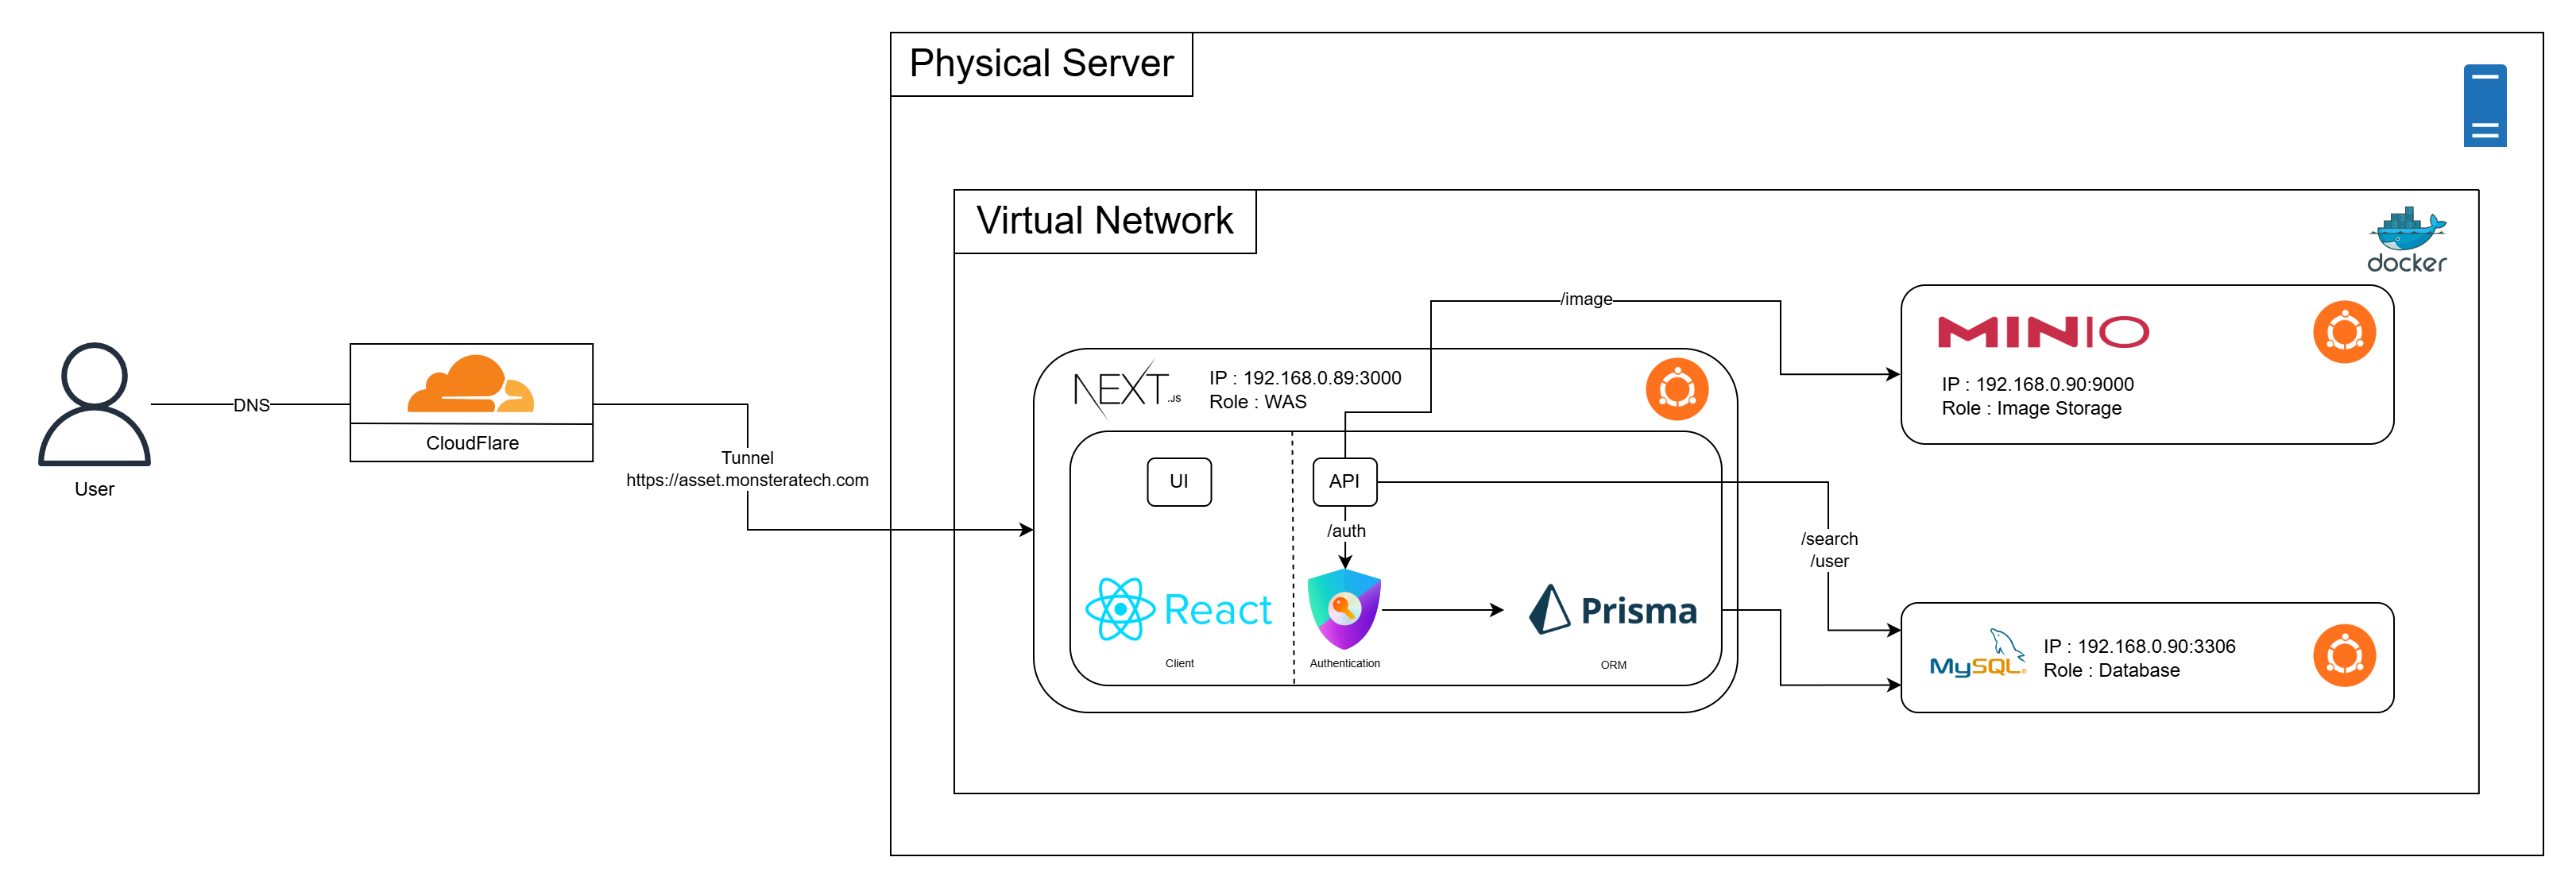 Physical Server
Virtual Network
docker
/image
MINIO
IP : 192.168.0.90:9000
Role : Image Storage
NEXT.JS
IP : 192.168.0.89:3000
Role : WAS
User
DNS
CloudFlare
Tunnel
https://asset.monsteratech.com
UI
API
/auth
/search
/user
React
Client
Authentication
Prisma
ORM
MySQL®
IP : 192.168.0.90:3306
Role : Database